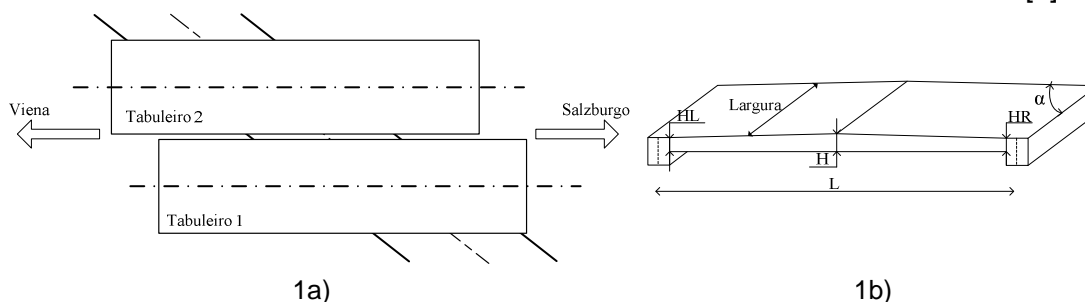 Viena
Tabuleiro 2
Salzburgo
Tabuleiro 1
1a)
Largura
α
HL
HR
H
L
1b)